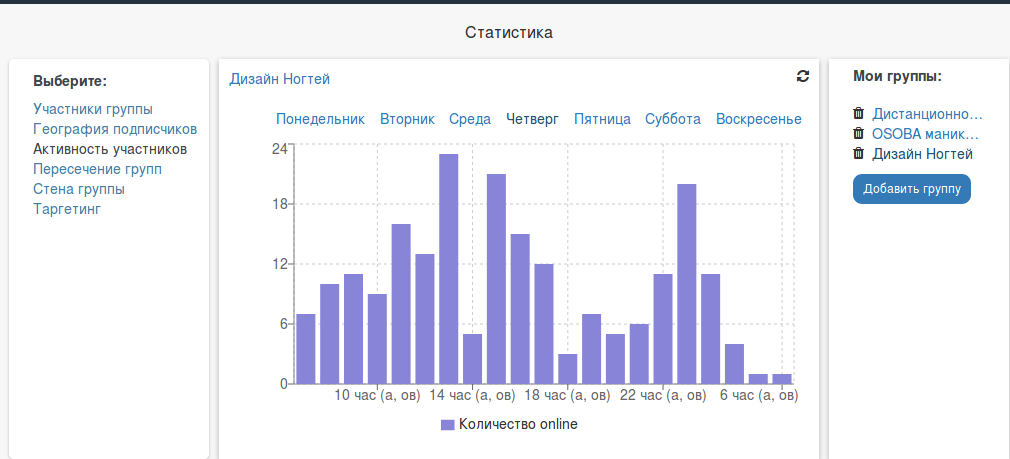 Статистика
Выберите:
Участники группы
География подписчиков
Активность участников
Пересечение групп
Стена группы
Таргетинг
Дизайн Ногтей
Понедельник Вторник Среда Четверг Пятница Суббота Воскресенье
24
18
12
6
0
10 час (а, ов) 14 час (а, ов) 18 час (а, ов) 22 час (а, ов) 6 час (а, ов)
Количество online
Мои группы:
Дистанционно...
OSOBA маник...
Дизайн Ногтей
Добавить группу